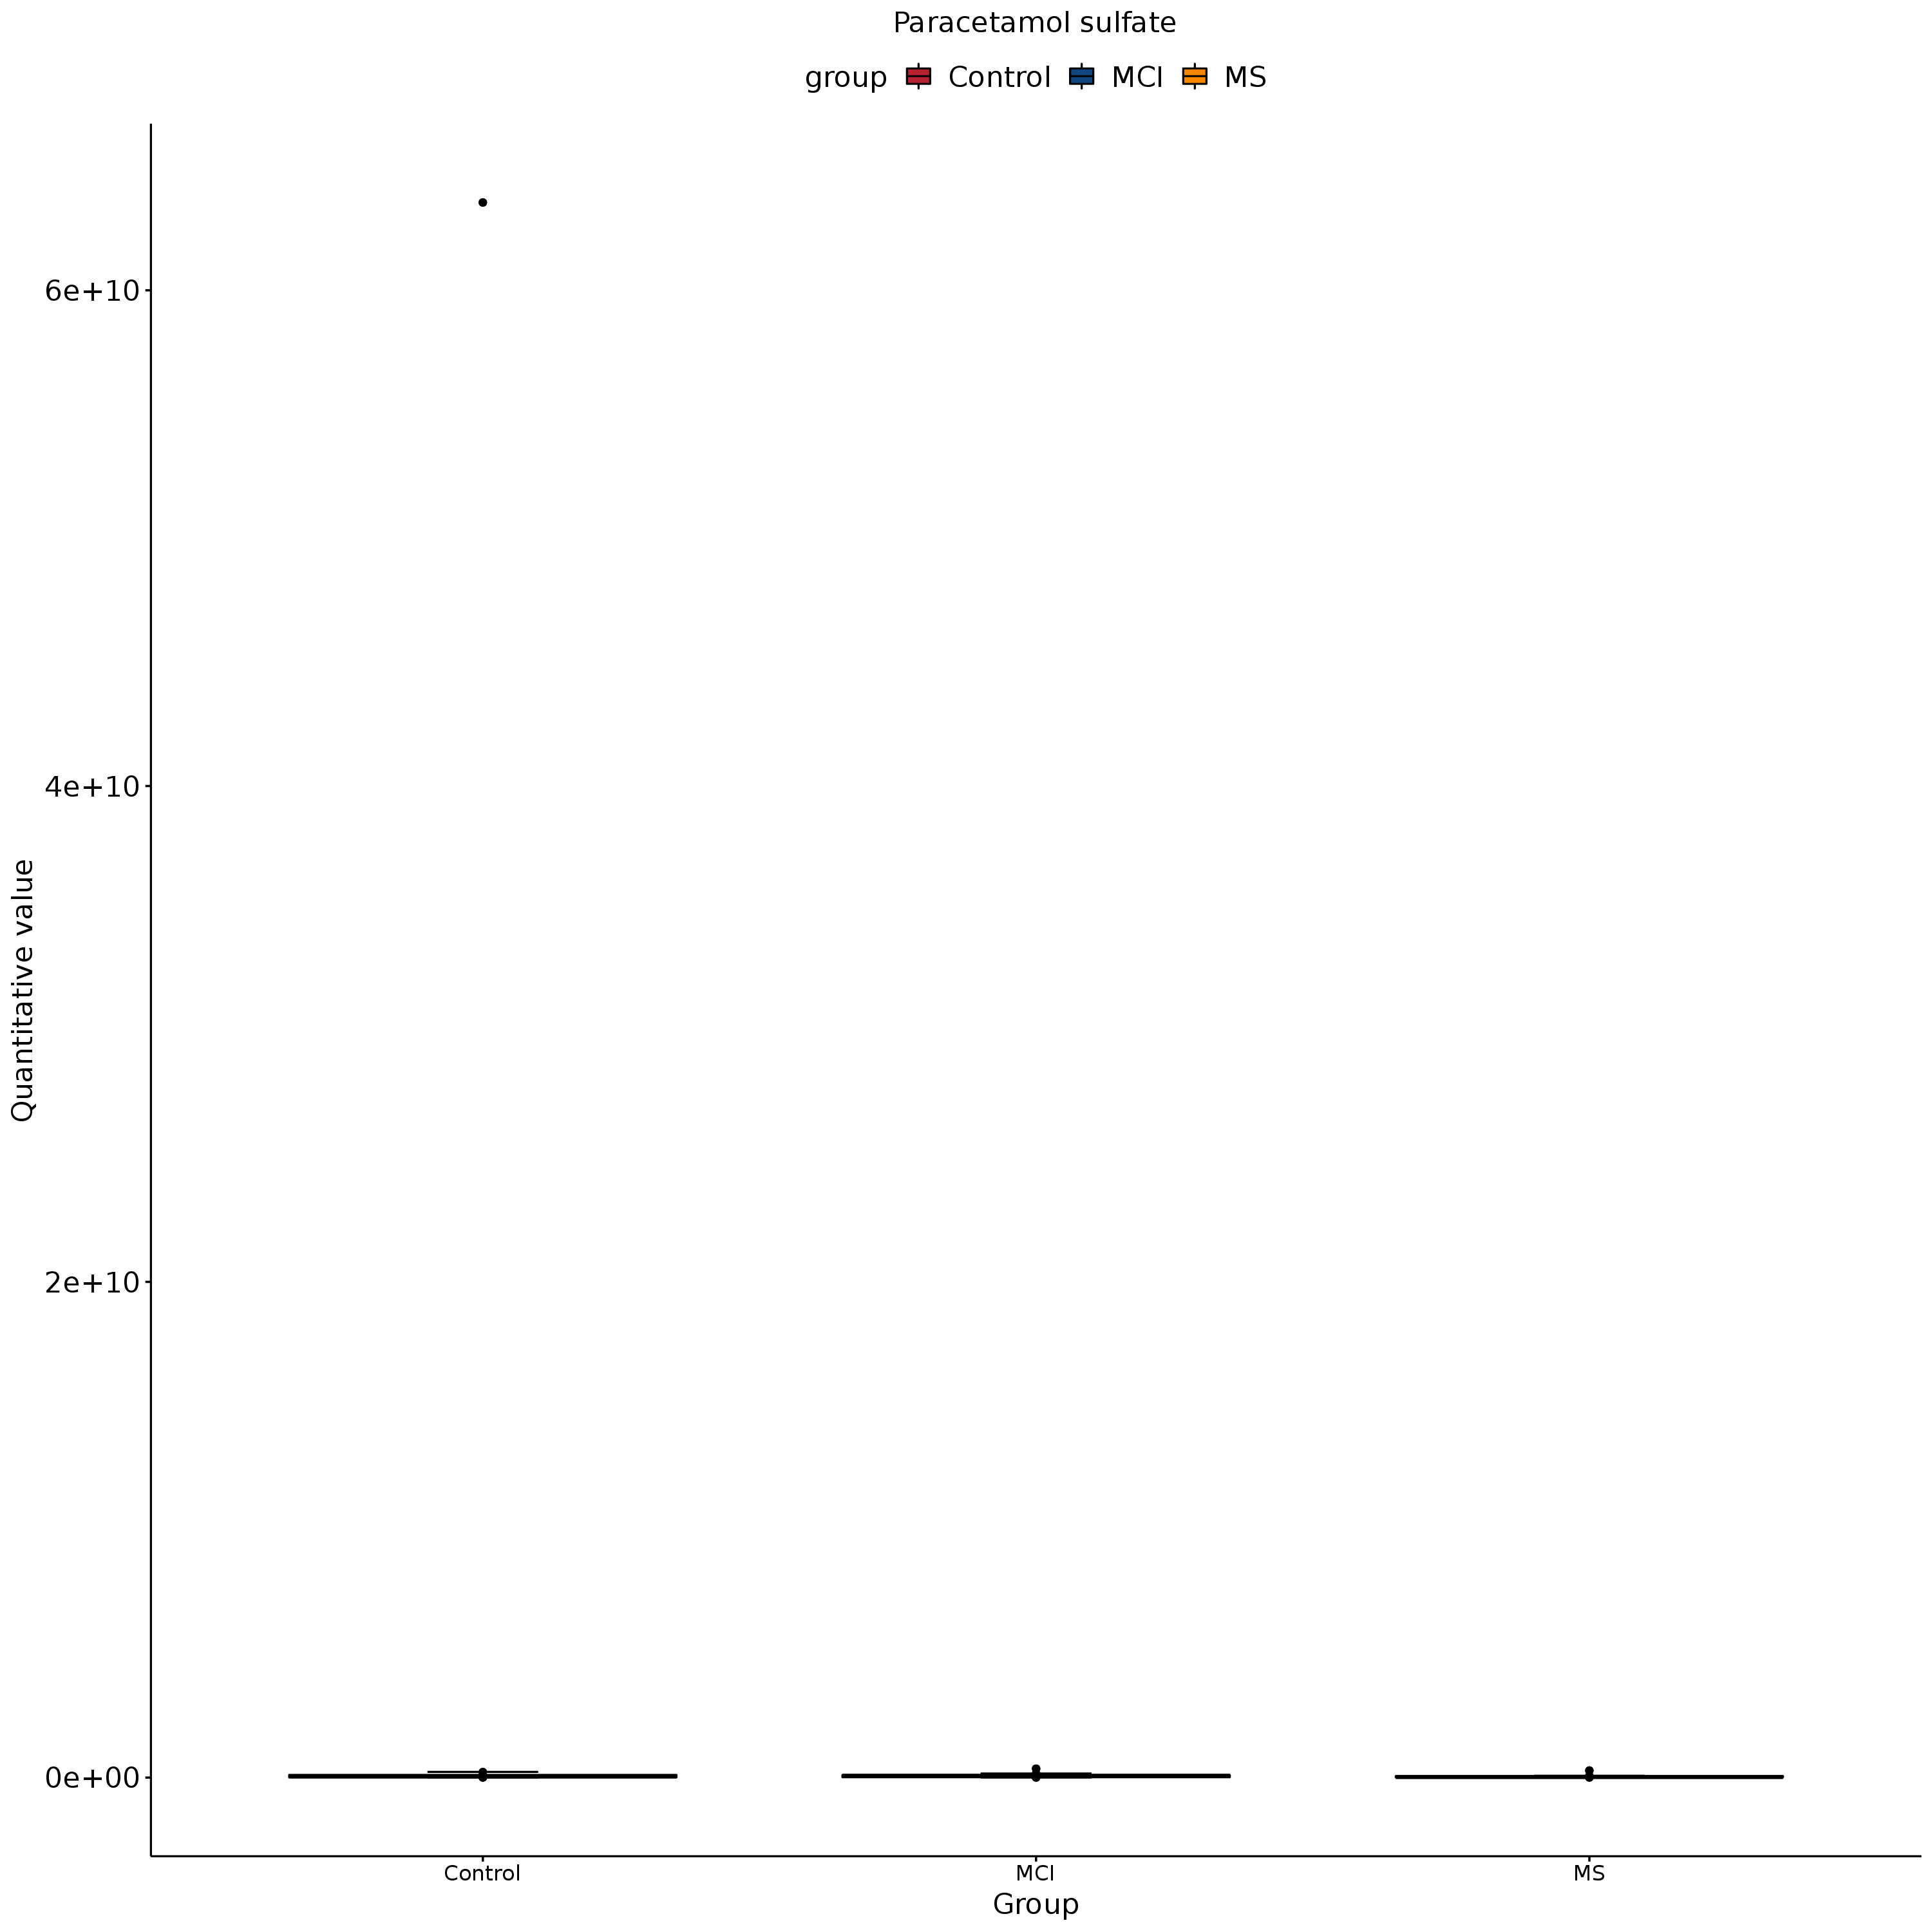 Paracetamol sulfate
group Control MCI MS
Quantitative value
6e+10
4e+10
2e+10
0e+00
Control MCI MS
Group